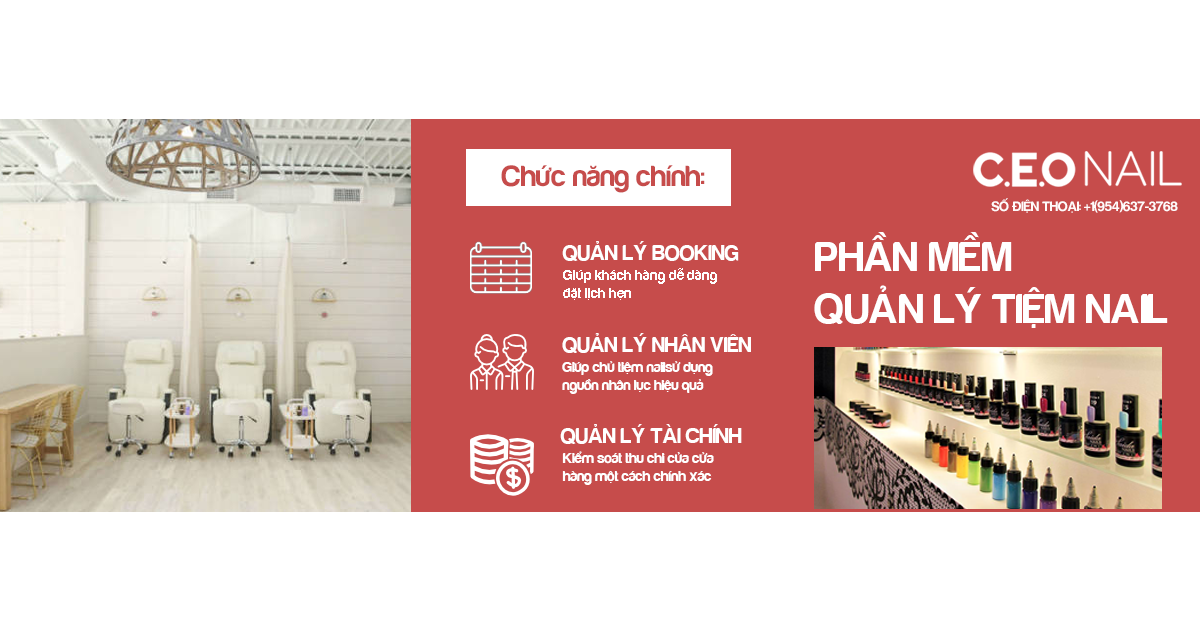 Chức năng chính:
QUẢN LÝ BOOKING
Giúp khách hàng dễ dàng
đặt lịch hẹn
QUẢN LÝ NHÂN VIÊN
Giúp chủ tiệm nailsử dụng
nguồn nhân lực hiệu quả
QUẢN LÝ TÀI CHÍNH
Kiểm soát thu chi của cửa
hàng một cách chính xác
C.E.O NAIL
SỐ ĐIỆN THOẠI: +1(954)637-3768
PHẦN MỀM
QUẢN LÝ TIỆM NAIL